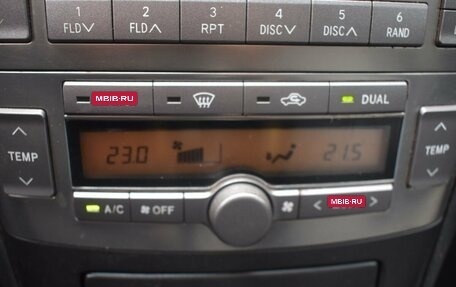 1 2 3 4 5 6
FLD∨ FLD∧ RPT DISC∨ DISC∧ RAND
MBIB·RU DUAL
TEMP 23.0 21.5 TEMP
A/C OFF < MBIB·RU >